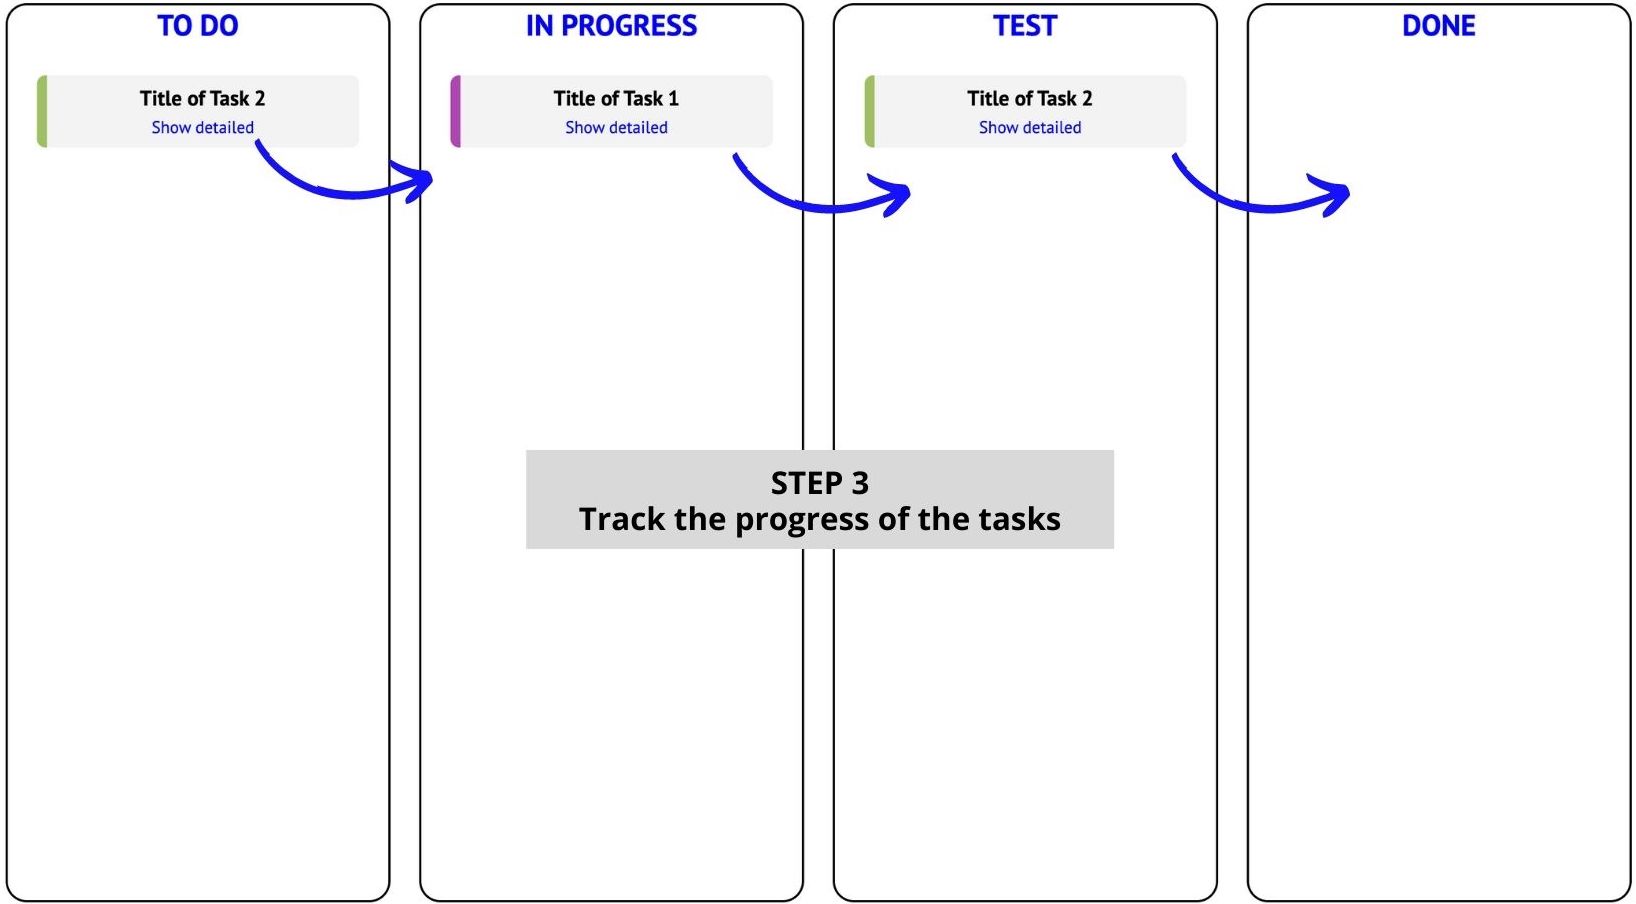 TO DO
Title of Task 2
Show detailed
IN PROGRESS
Title of Task 1
Show detailed
TEST
Title of Task 2
Show detailed
DONE
STEP 3
Track the progress of the tasks